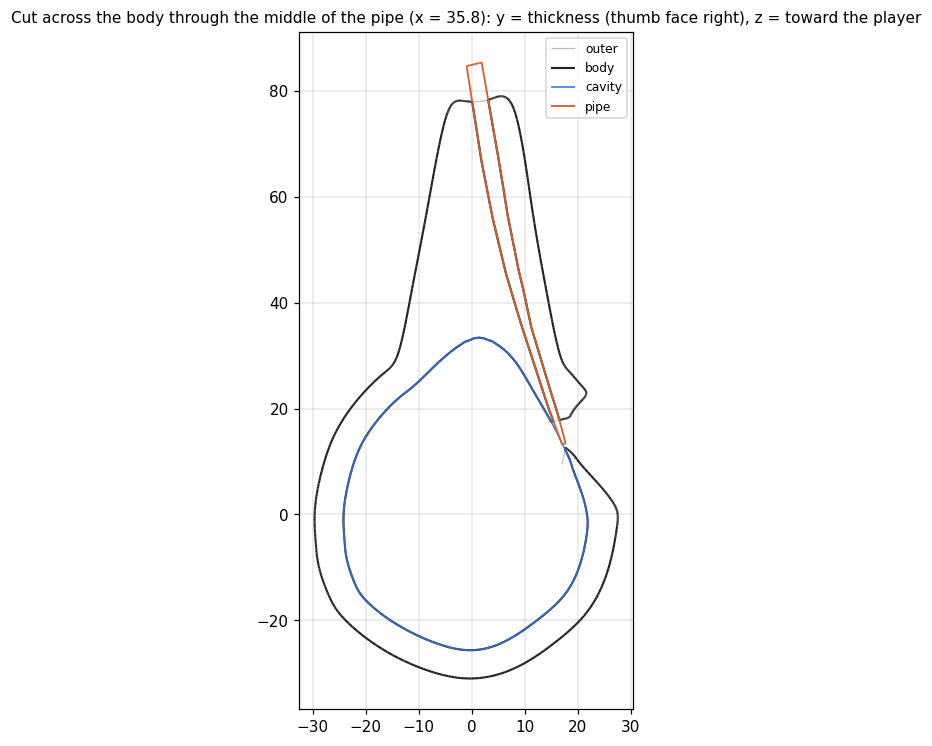 Cut across the body through the middle of the pipe (x = 35.8): y = thickness (thumb face right), z = toward the player
outer
body
cavity
pipe
80
60
40
20
0
−20
−30 −20 −10 0 10 20 30